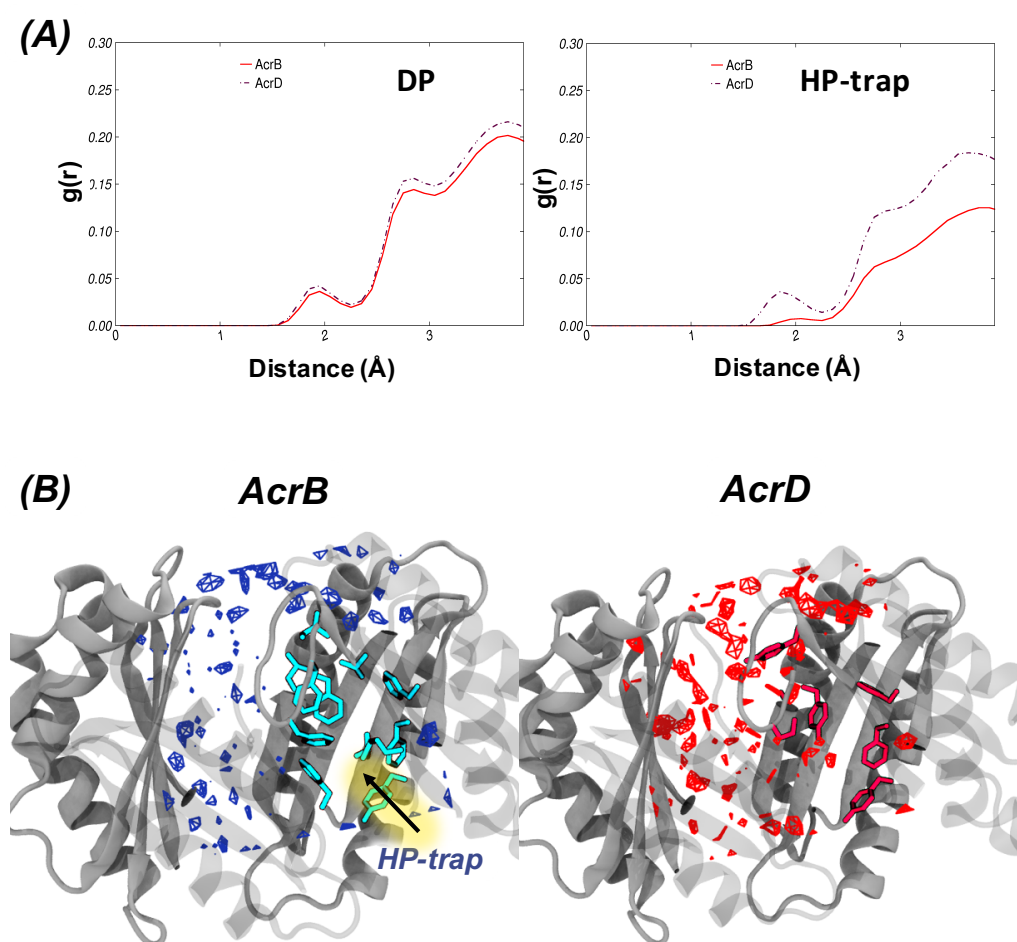 (A)
0.30
0.25
0.20
0.15
0.10
0.05
0.00
g(r)
AcrB
AcrD
DP
0
1
2
3
Distance (Å)
0.30
0.25
0.20
0.15
0.10
0.05
0.00
g(r)
AcrB
AcrD
HP-trap
0
1
2
3
Distance (Å)
(B)
AcrB
AcrD
HP-trap